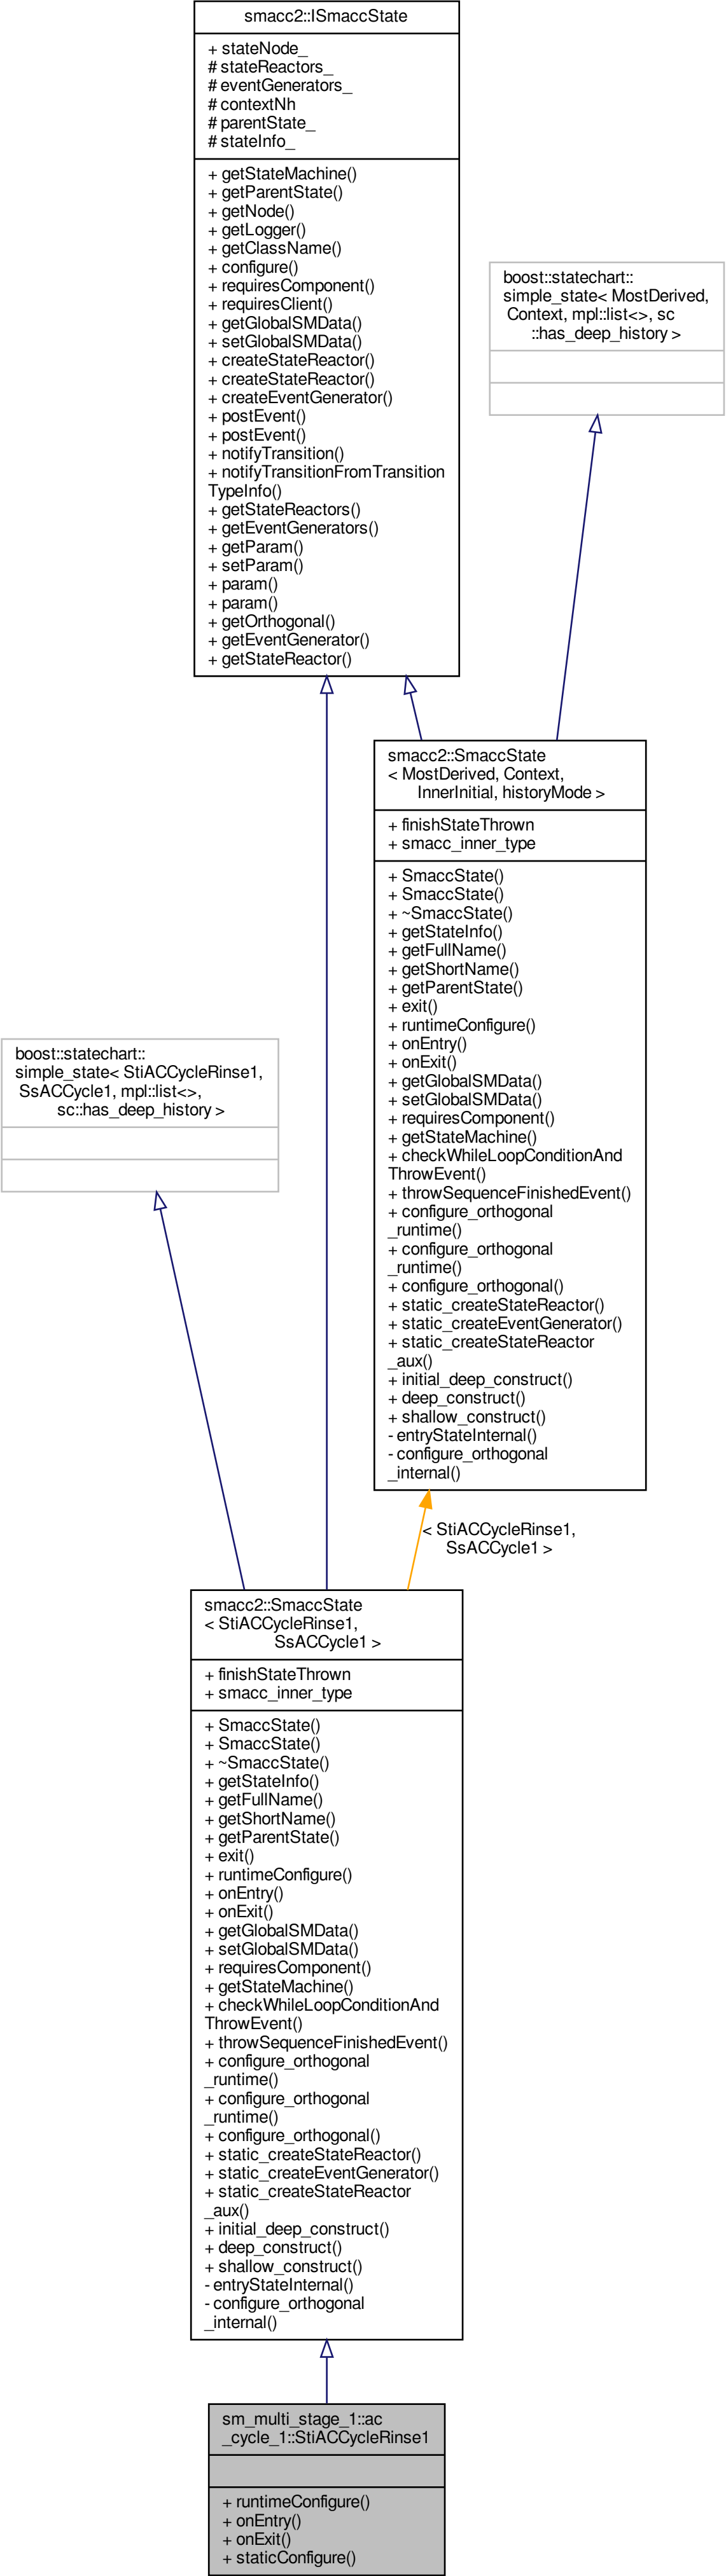 smacc2::ISmaccState
+ stateNode_
# stateReactors_
# eventGenerators_
# contextNh
# parentState_
# stateInfo_
+ getStateMachine()
+ getParentState()
+ getNode()
+ getLogger()
+ getClassName()
+ configure()
+ requiresComponent()
+ requiresClient()
+ getGlobalSMData()
+ setGlobalSMData()
+ createStateReactor()
+ createStateReactor()
+ createEventGenerator()
+ postEvent()
+ postEvent()
+ notifyTransition()
+ notifyTransitionFromTransition
TypeInfo()
+ getStateReactors()
+ getEventGenerators()
+ getParam()
+ setParam()
+ param()
+ param()
+ getOrthogonal()
+ getEventGenerator()
+ getStateReactor()
boost::statechart::
simple_state< MostDerived,
Context, mpl::list<>, sc
::has_deep_history >
smacc2::SmaccState
< MostDerived, Context,
InnerInitial, historyMode >
+ finishStateThrown
+ smacc_inner_type
+ SmaccState()
+ SmaccState()
+ ~SmaccState()
+ getStateInfo()
+ getFullName()
+ getShortName()
+ getParentState()
+ exit()
+ runtimeConfigure()
+ onEntry()
+ onExit()
+ getGlobalSMData()
+ setGlobalSMData()
+ requiresComponent()
+ getStateMachine()
+ checkWhileLoopConditionAnd
ThrowEvent()
+ throwSequenceFinishedEvent()
+ configure_orthogonal
_runtime()
+ configure_orthogonal
_runtime()
+ configure_orthogonal()
+ static_createStateReactor()
+ static_createEventGenerator()
+ static_createStateReactor
_aux()
+ initial_deep_construct()
+ deep_construct()
+ shallow_construct()
- entryStateInternal()
- configure_orthogonal
_internal()
boost::statechart::
simple_state< StiACCycleRinse1,
SsACCycle1, mpl::list<>,
sc::has_deep_history >
< StiACCycleRinse1,
SsACCycle1 >
smacc2::SmaccState
< StiACCycleRinse1,
SsACCycle1 >
+ finishStateThrown
+ smacc_inner_type
+ SmaccState()
+ SmaccState()
+ ~SmaccState()
+ getStateInfo()
+ getFullName()
+ getShortName()
+ getParentState()
+ exit()
+ runtimeConfigure()
+ onEntry()
+ onExit()
+ getGlobalSMData()
+ setGlobalSMData()
+ requiresComponent()
+ getStateMachine()
+ checkWhileLoopConditionAnd
ThrowEvent()
+ throwSequenceFinishedEvent()
+ configure_orthogonal
_runtime()
+ configure_orthogonal
_runtime()
+ configure_orthogonal()
+ static_createStateReactor()
+ static_createEventGenerator()
+ static_createStateReactor
_aux()
+ initial_deep_construct()
+ deep_construct()
+ shallow_construct()
- entryStateInternal()
- configure_orthogonal
_internal()
sm_multi_stage_1::ac
_cycle_1::StiACCycleRinse1
+ runtimeConfigure()
+ onEntry()
+ onExit()
+ staticConfigure()